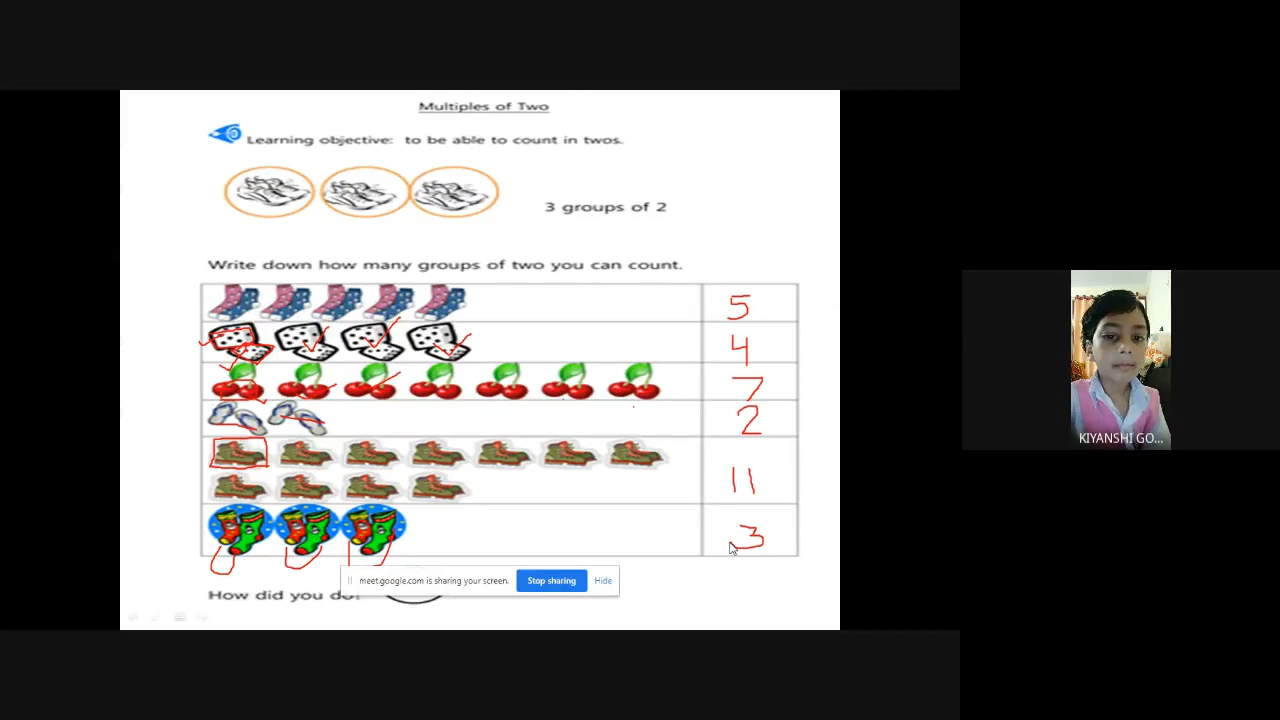 Multiples of Two
Learning objective: to be able to count in twos.
3 groups of 2
Write down how many groups of two you can count.
5
4
7
2
11
3
meet.google.com is sharing your screen. Stop sharing Hide
How did you do?
KIYANSHI GO...